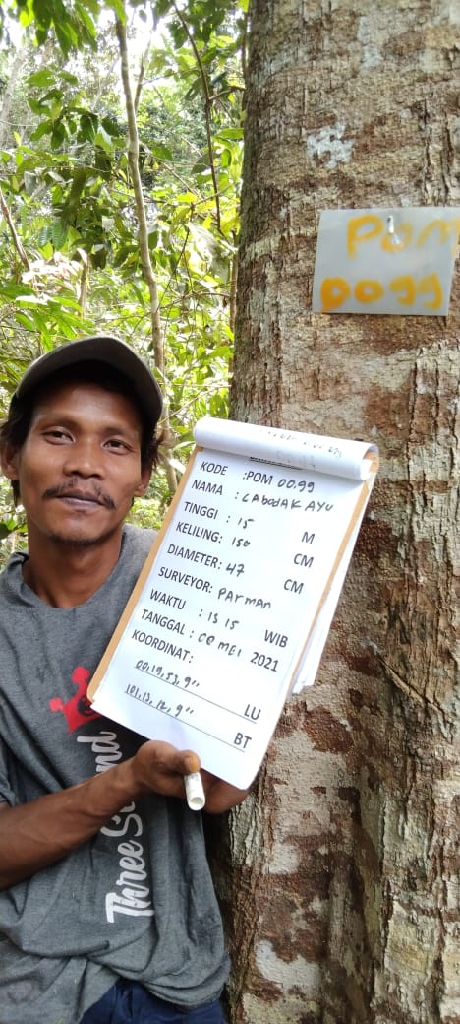 POM
0099
KODE :POM 00.99
NAMA : CABODAK AYU
TINGGI : 15 M
KELILING: 150 CM
DIAMETER: 47 CM
SURVEYOR: PAYMAN
WAKTU : 15 15 WIB
TANGGAL : 08 MEI 2021
KOORDINAT:
00,19,53,9" LU
101,13,12,9" BT
Three Second